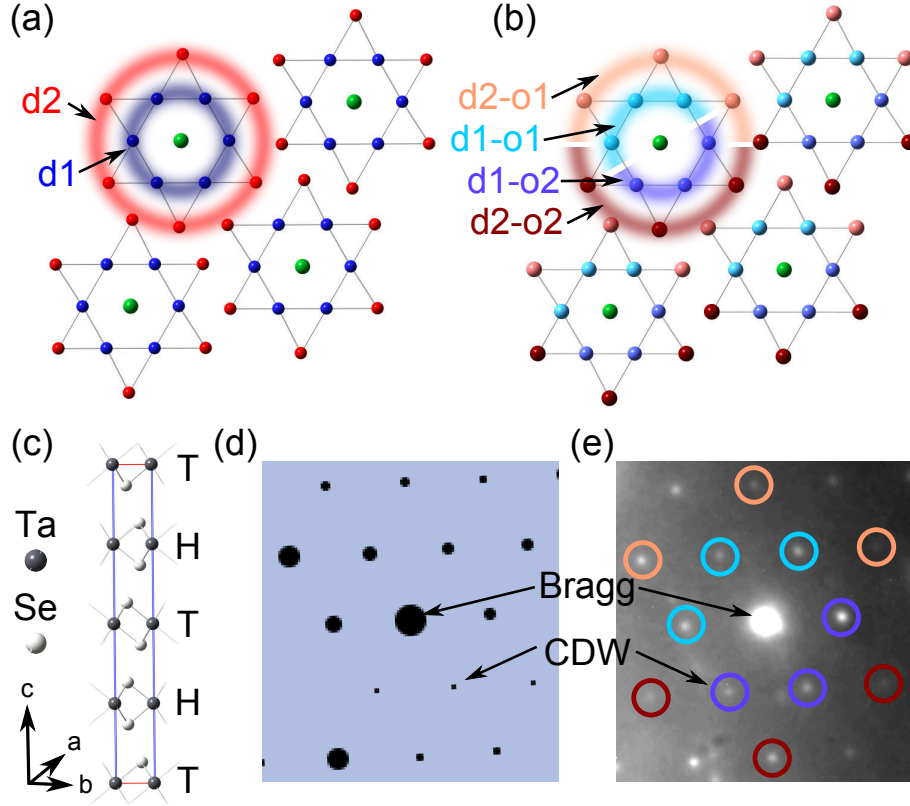 (a)
d2
d1
(b)
d2-o1
d1-o1
d1-o2
d2-o2
(c)
T
H
T
H
T
Ta
Se
c
a
b
(d)
Bragg
CDW
(e)